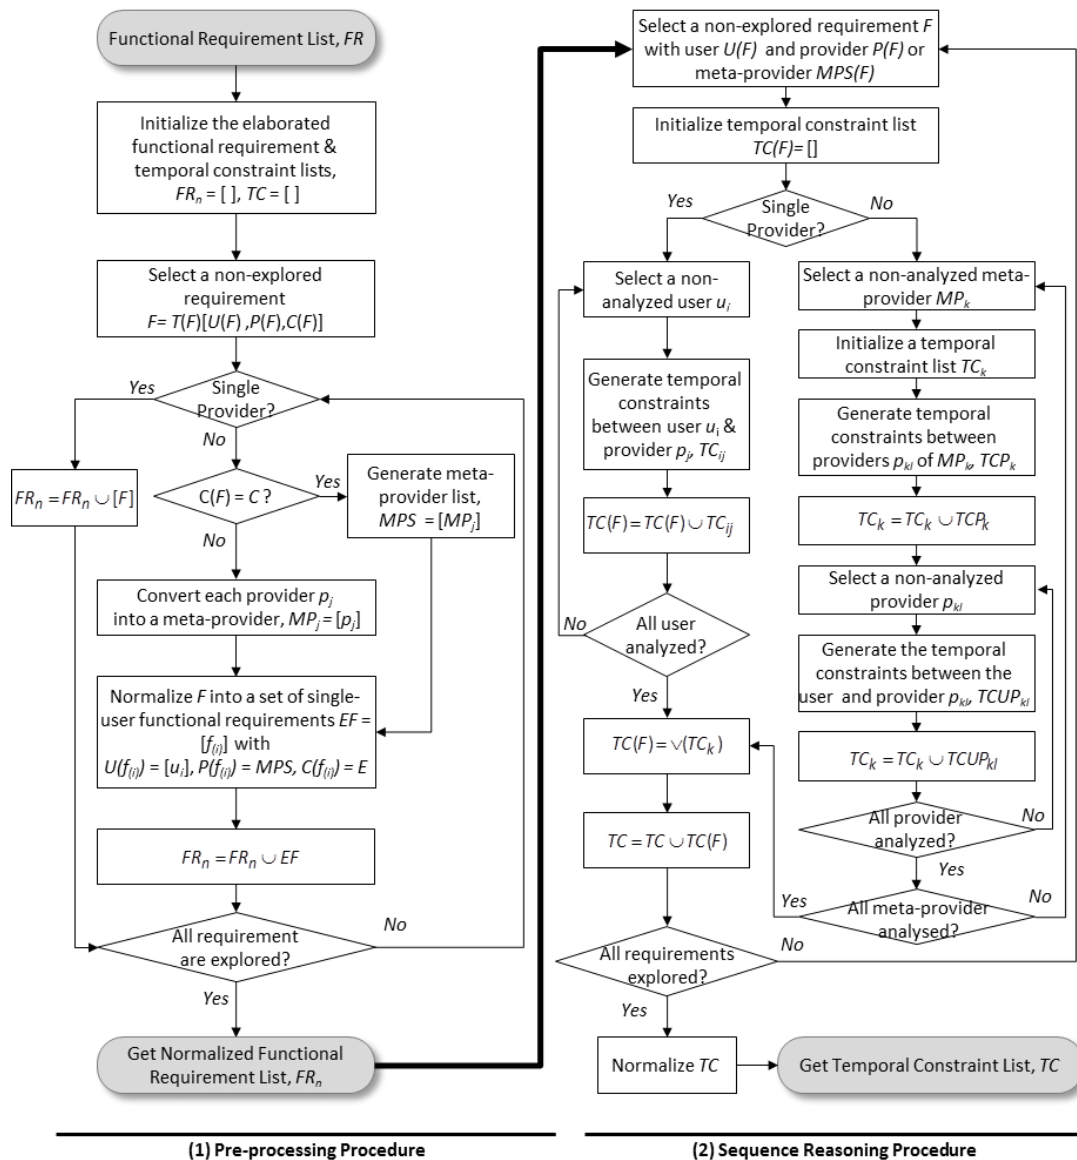 Functional Requirement List, FR
Initialize the elaborated
functional requirement &
temporal constraint lists,
FRn = [ ], TC = [ ]
Select a non-explored
requirement
F= T(F)[U(F) ,P(F),C(F)]
Yes
Single
Provider?
No
FRn = FRn ∪ [F]
C(F) = C ?
Yes
Generate meta-
provider list,
MPS = [MPj]
No
Convert each provider pj
into a meta-provider, MPj = [pj]
Normalize F into a set of single-
user functional requirements EF =
[f(i)] with
U(f(i)) = [ui], P(f(i)) = MPS, C(f(i)) = E
FRn = FRn ∪ EF
No
All requirement
are explored?
Yes
Get Normalized Functional
Requirement List, FRn
(1) Pre-processing Procedure
Select a non-explored requirement F
with user U(F) and provider P(F) or
meta-provider MPS(F)
Initialize temporal constraint list
TC(F)= []
Yes
Single
Provider?
No
Select a non-
analyzed user ui
Generate temporal
constraints
between user ui &
provider pj, TCij
TC(F) = TC(F) ∪ TCij
No
All user
analyzed?
Yes
TC(F) = ∨(TCk)
TC = TC ∪ TC(F)
All requirements
explored?
No
Yes
Normalize TC
Get Temporal Constraint List, TC
Select a non-analyzed meta-
provider MPk
Initialize a temporal
constraint list TCk
Generate temporal
constraints between
providers pkl of MPk, TCPk
TCk = TCk ∪ TCPk
Select a non-analyzed
provider pkl
Generate the temporal
constraints between the
user and provider pkl, TCUPkl
TCk = TCk ∪ TCUPkl
All provider
analyzed?
No
Yes
Yes
All meta-provider
analysed?
No
(2) Sequence Reasoning Procedure